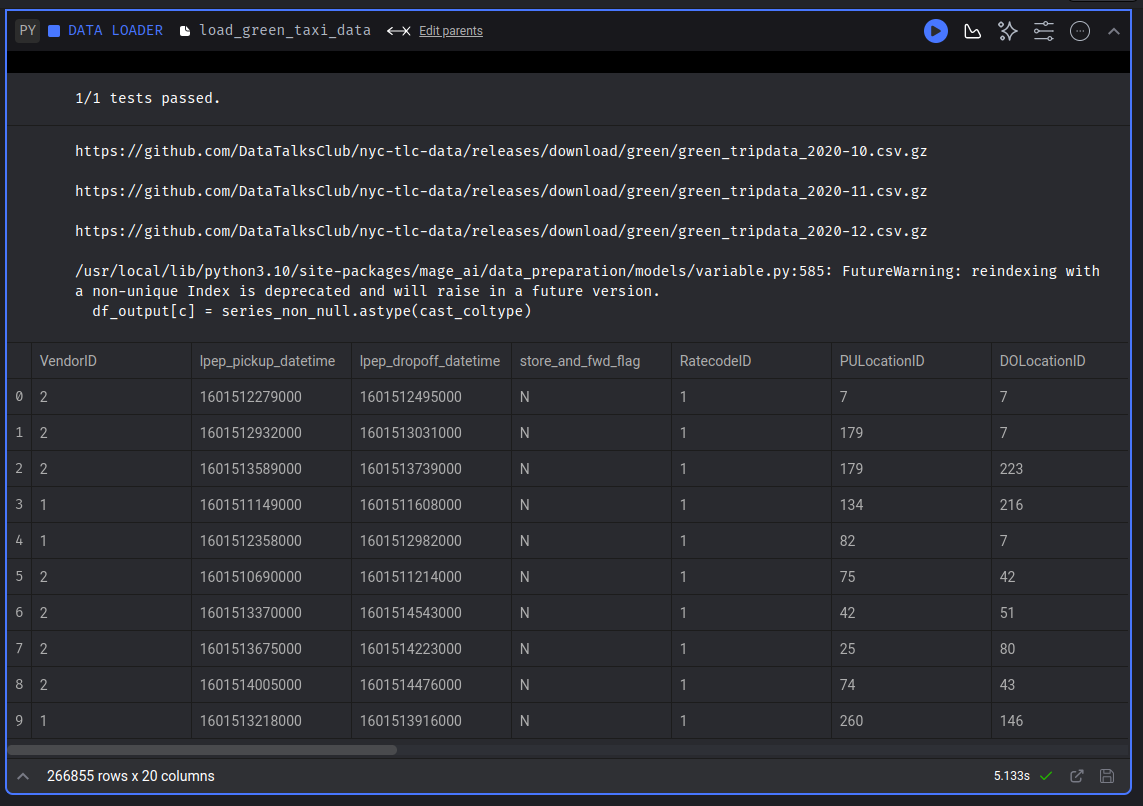 PY DATA LOADER load_green_taxi_data Edit parents
1/1 tests passed.
https://github.com/DataTalksClub/nyc-tlc-data/releases/download/green/green_tripdata_2020-10.csv.gz
https://github.com/DataTalksClub/nyc-tlc-data/releases/download/green/green_tripdata_2020-11.csv.gz
https://github.com/DataTalksClub/nyc-tlc-data/releases/download/green/green_tripdata_2020-12.csv.gz
/usr/local/lib/python3.10/site-packages/mage_ai/data_preparation/models/variable.py:585: FutureWarning: reindexing with
a non-unique Index is deprecated and will raise in a future version.
df_output[c] = series_non_null.astype(cast_coltype)
VendorID lpep_pickup_datetime lpep_dropoff_datetime store_and_fwd_flag RatecodeID PULocationID DOLocationID
0 2 1601512279000 1601512495000 N 1 7 7
1 2 1601512932000 1601513031000 N 1 179 7
2 2 1601513589000 1601513739000 N 1 179 223
3 1 1601511149000 1601511608000 N 1 134 216
4 1 1601512358000 1601512982000 N 1 82 7
5 2 1601510690000 1601511214000 N 1 75 42
6 2 1601513370000 1601514543000 N 1 42 51
7 2 1601513675000 1601514223000 N 1 25 80
8 2 1601514005000 1601514476000 N 1 74 43
9 1 1601513218000 1601513916000 N 1 260 146
266855 rows x 20 columns 5.133s